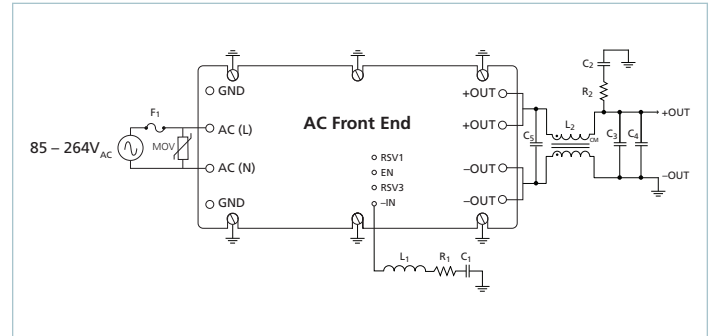 C2
R2
GND
+OUT
F1
AC Front End
L2
+OUT
AC (L)
+OUT
85 – 264VAC
MOV
C5
CM
C3
C4
RSV1
AC (N)
EN
–OUT
RSV3
–OUT
–IN
–OUT
GND
L1
R1
C1